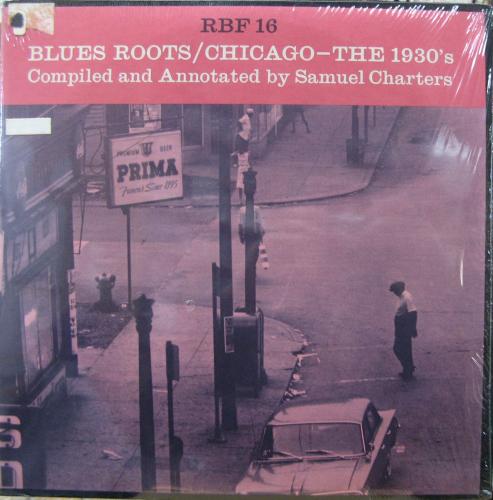 RBF 16
BLUES ROOTS/CHICAGO—THE 1930's
Compiled and Annotated by Samuel Charters
PREMIUM BEER
PRIMA
Famous Since 1895